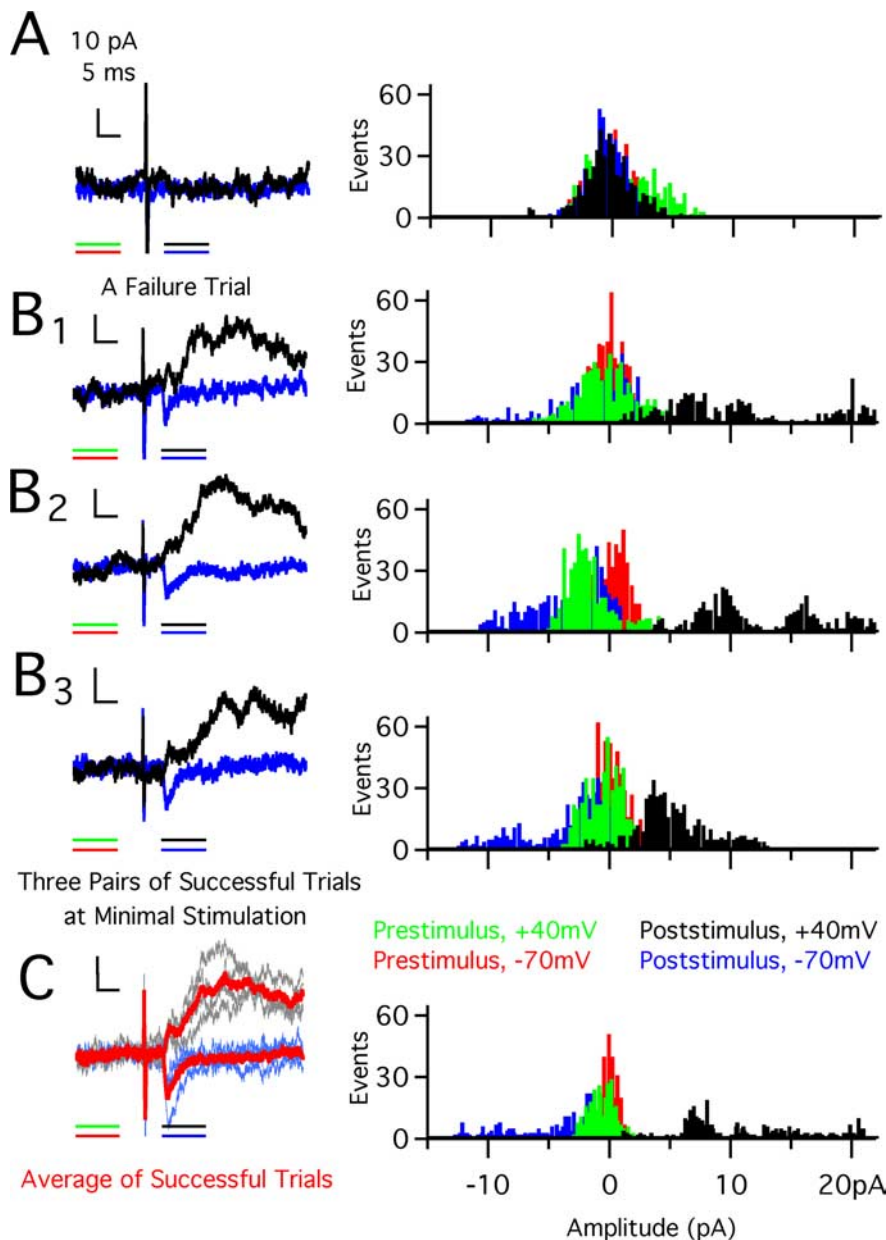 A
10 pA
5 ms
60
30
0
Events
A Failure Trial
B1
60
30
0
Events
B2
60
30
0
Events
B3
60
30
0
Events
Three Pairs of Successful Trials
at Minimal Stimulation
Prestimulus, +40mV
Poststimulus, +40mV
Prestimulus, -70mV
Poststimulus, -70mV
C
60
30
0
Events
-10 0 10 20pA
Amplitude (pA)
Average of Successful Trials